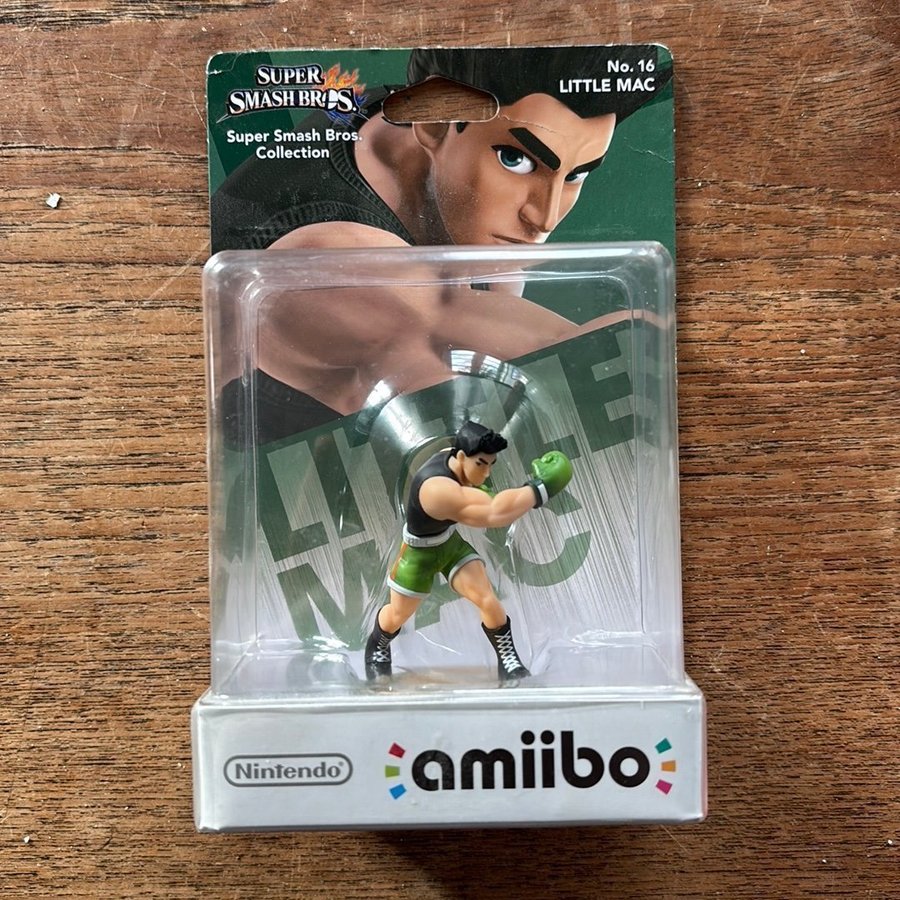 SUPER
SMASH BROS.
Super Smash Bros.
Collection
No. 16
LITTLE MAC
LITTLE
MAC
Nintendo
amiibo